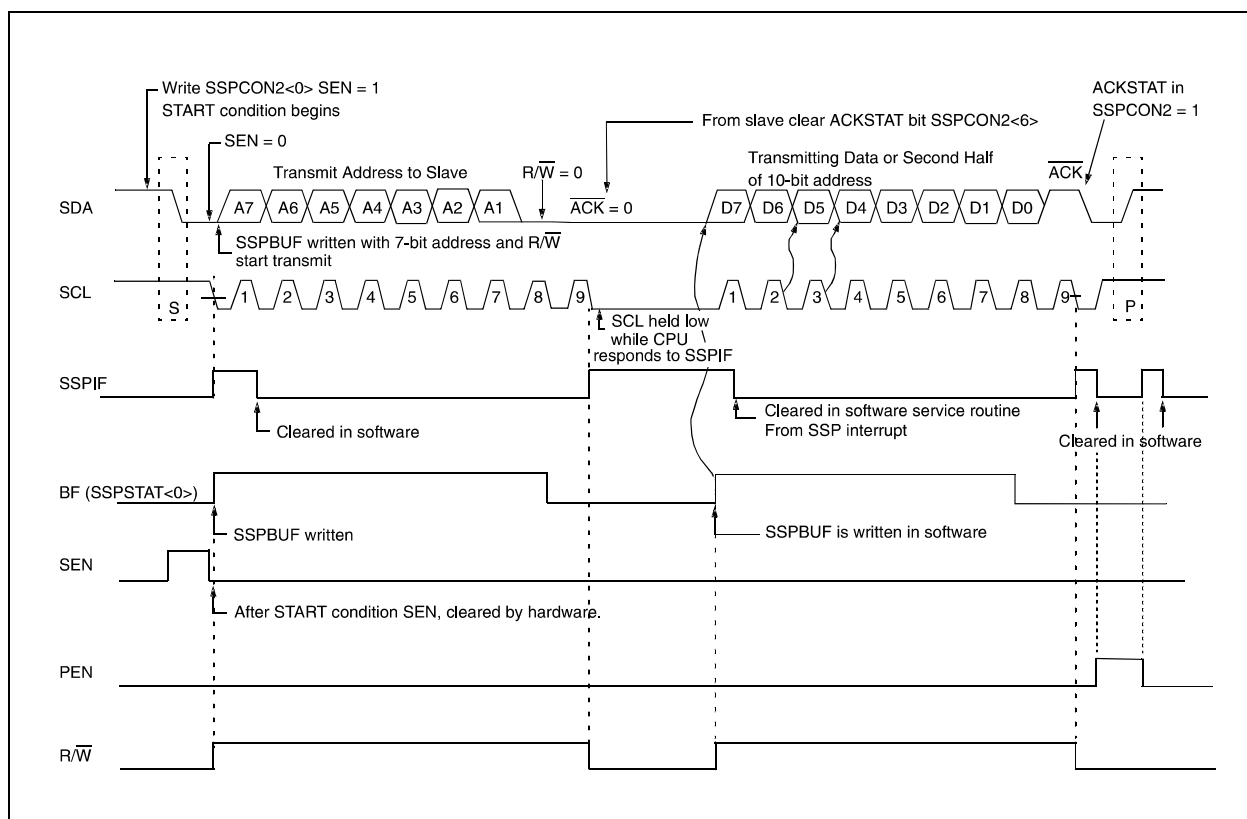 Write SSPCON2<0> SEN = 1
START condition begins
ACKSTAT in
SSPCON2 = 1
SEN = 0
From slave clear ACKSTAT bit SSPCON2<6>
Transmit Address to Slave
R/W = 0
Transmitting Data or Second Half
of 10-bit address
ACK
SDA
A7 A6 A5 A4 A3 A2 A1
ACK = 0
D7 D6 D5 D4 D3 D2 D1 D0
SSPBUF written with 7-bit address and R/W
start transmit
SCL
S
1 2 3 4 5 6 7 8 9
1 2 3 4 5 6 7 8 9
P
SCL held low
while CPU
responds to SSPIF
SSPIF
Cleared in software
Cleared in software service routine
From SSP interrupt
Cleared in software
BF (SSPSTAT<0>)
SSPBUF written
SSPBUF is written in software
SEN
After START condition SEN, cleared by hardware.
PEN
R/W